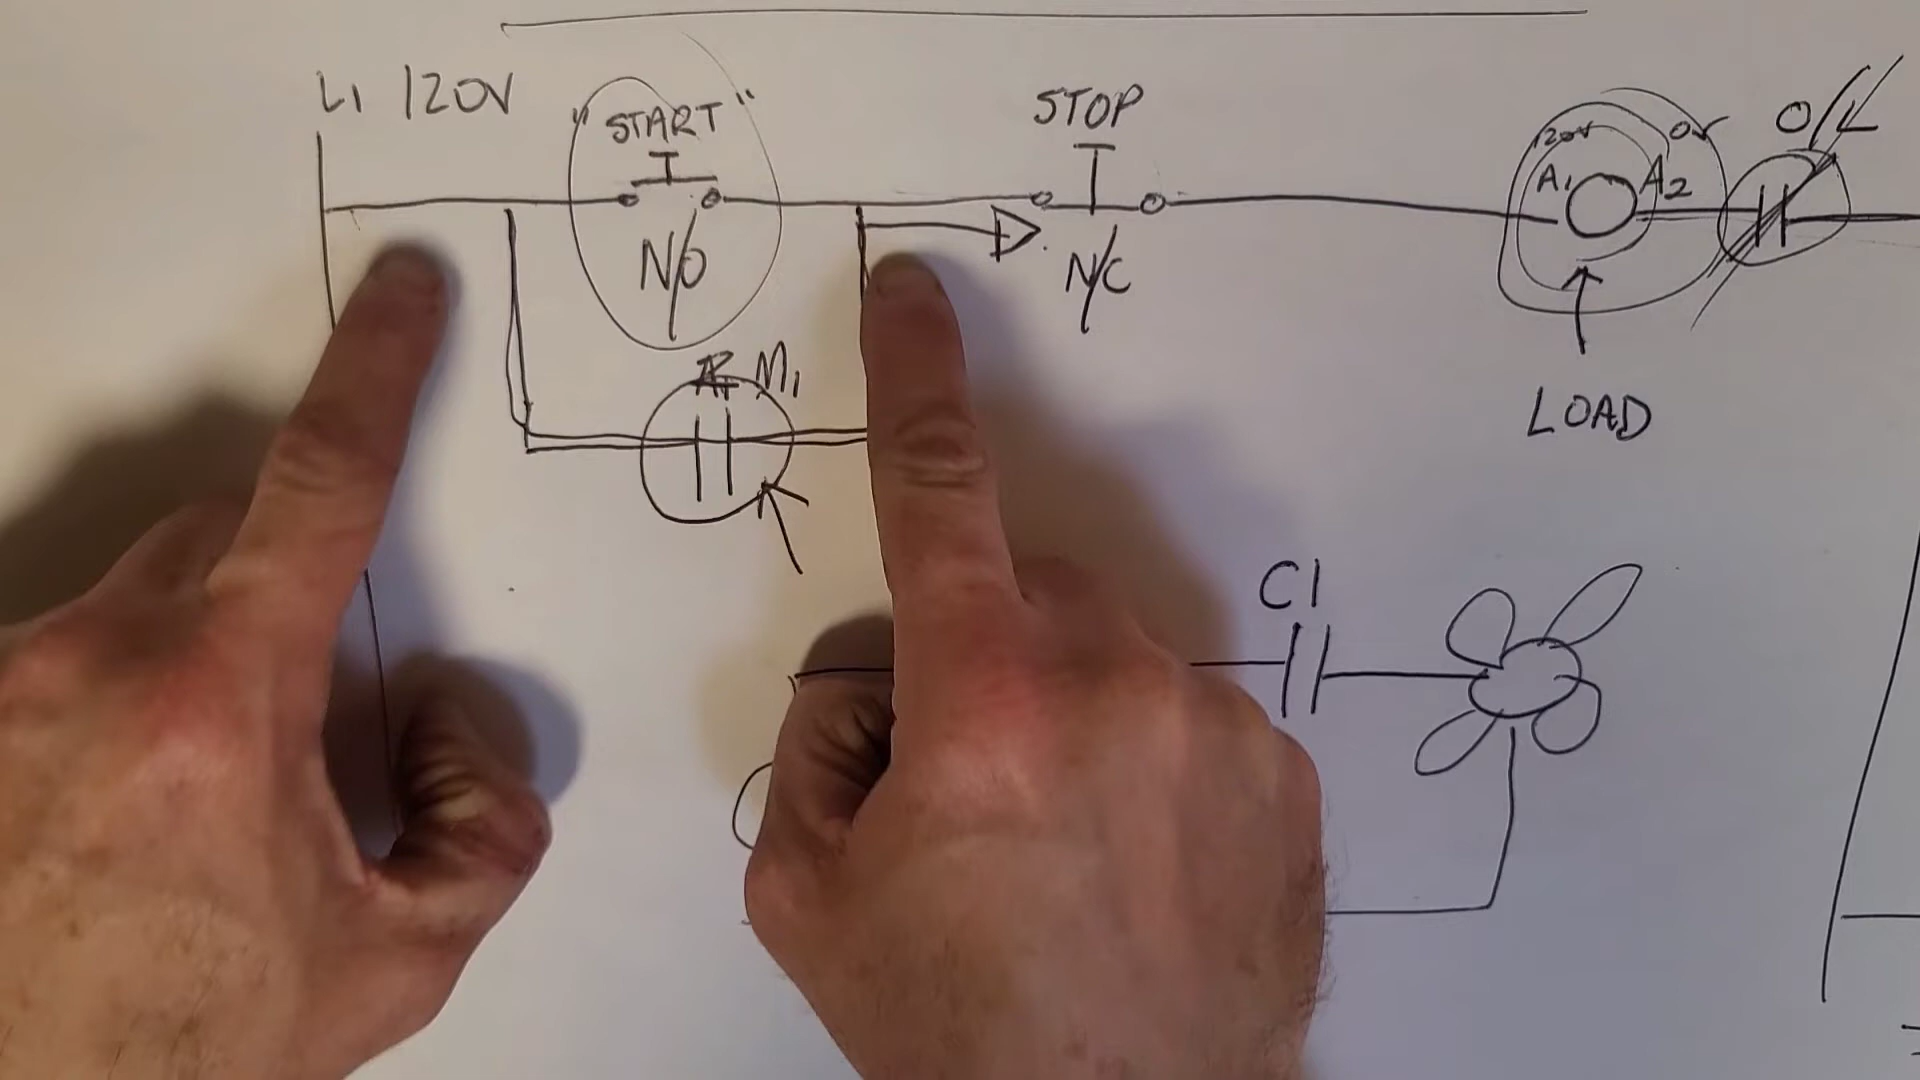 L1 120V
"START"
STOP
O/L
120V
0V
A1
A2
N/O
N/C
M1
LOAD
C1